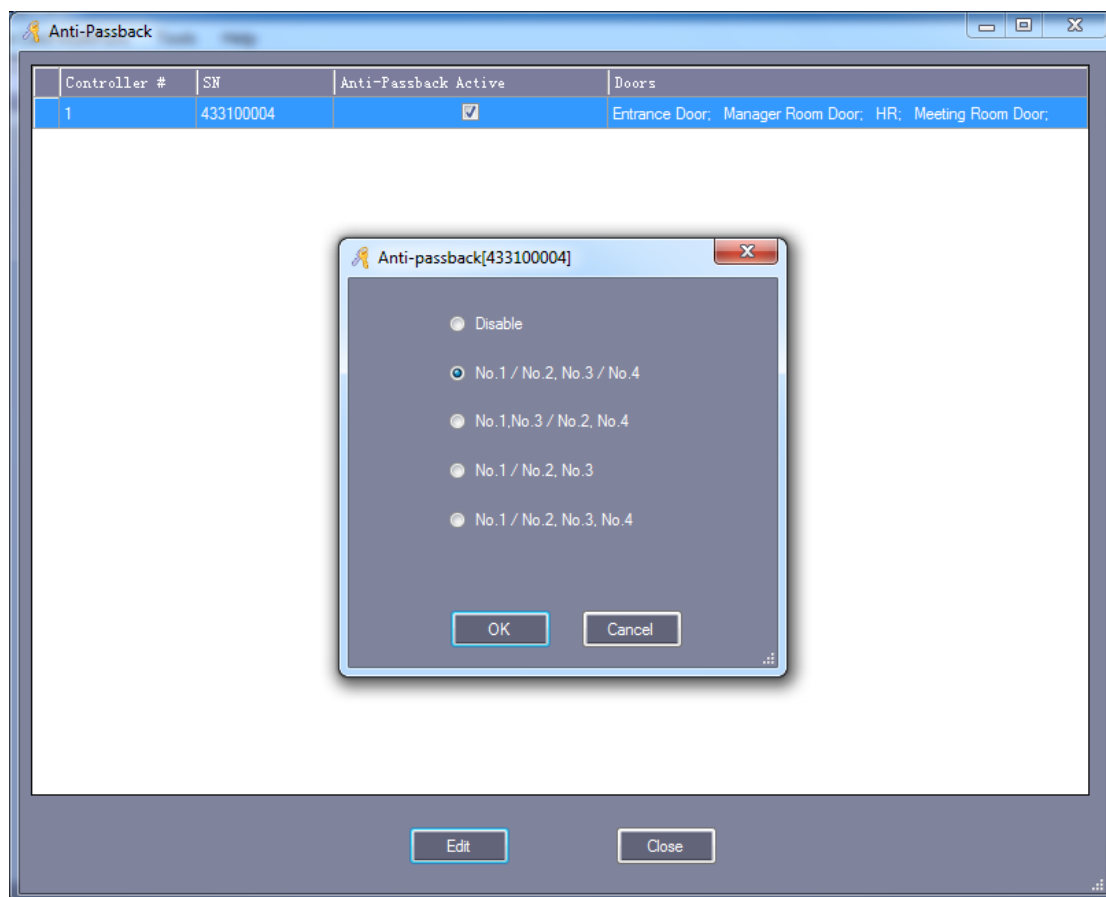 Anti-Passback
Tools Help
Controller # SN Anti-Passback Active Doors
1 433100004 Entrance Door; Manager Room Door; HR; Meeting Room Door;
Anti-passback[433100004]
Disable
No.1 / No.2, No.3 / No.4
No.1,No.3 / No.2, No.4
No.1 / No.2, No.3
No.1 / No.2, No.3, No.4
OK Cancel
Edit Close